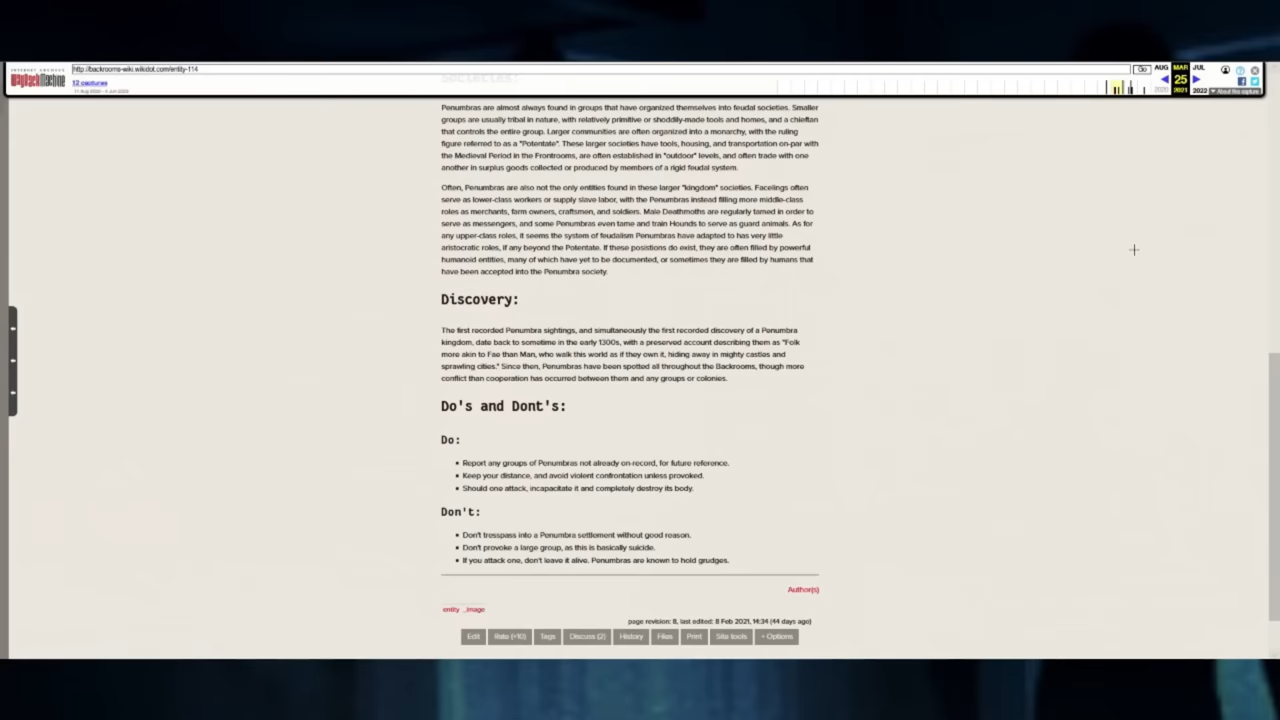 INTERNET ARCHIVE
WayBackMachine
http://backrooms-wiki.wikidot.com/entity-114
Go
AUG MAR JUL
12 captures
25
2020 2021 2022
About this capture
Societies:
Penumbras are almost always found in groups that have organized themselves into feudal societies. Smaller
groups are usually tribal in nature, with relatively primitive or shoddily-made tools and homes, and a chieftan
that controls the entire group. Larger communities are often organized into a monarchy, with the ruling
figure referred to as a "Potentate". These larger societies have tools, housing, and transportation on-par with
the Medieval Period in the Frontrooms, are often established in "outdoor" levels, and often trade with one
another in surplus goods collected or produced by members of a rigid feudal system.
Often, Penumbras are also not the only entities found in these larger "kingdom" societies. Facelings often
serve as lower-class workers or supply slave labor, with the Penumbras instead filling more middle-class
roles as merchants, farm owners, craftsmen, and soldiers. Male Deathmoths are regularly tamed in order to
serve as messengers, and some Penumbras even tame and train Hounds to serve as guard animals. As for
any upper-class roles, it seems the system of feudalism Penumbras have adapted to has very little
aristocratic roles, if any beyond the Potentate. If these posistions do exist, they are often filled by powerful
humanoid entities, many of which have yet to be documented, or sometimes they are filled by humans that
have been accepted into the Penumbra society.
Discovery:
The first recorded Penumbra sightings, and simultaneously the first recorded discovery of a Penumbra
kingdom, date back to sometime in the early 1300s, with a preserved account describing them as "Folk
more akin to Fae than Man, who walk this world as if they own it, hiding away in mighty castles and
sprawling cities." Since then, Penumbras have been spotted all throughout the Backrooms, though more
conflict than cooperation has occurred between them and any groups or colonies.
Do's and Dont's:
Do:
Report any groups of Penumbras not already on-record, for future reference.
Keep your distance, and avoid violent confrontation unless provoked.
Should one attack, incapacitate it and completely destroy its body.
Don't:
Don't tresspass into a Penumbra settlement without good reason.
Don't provoke a large group, as this is basically suicide.
If you attack one, don't leave it alive. Penumbras are known to hold grudges.
Author(s)
entity _image
page revision: 8, last edited: 8 Feb 2021, 14:34 (44 days ago)
Edit Rate (+10) Tags Discuss (2) History Files Print Site tools + Options